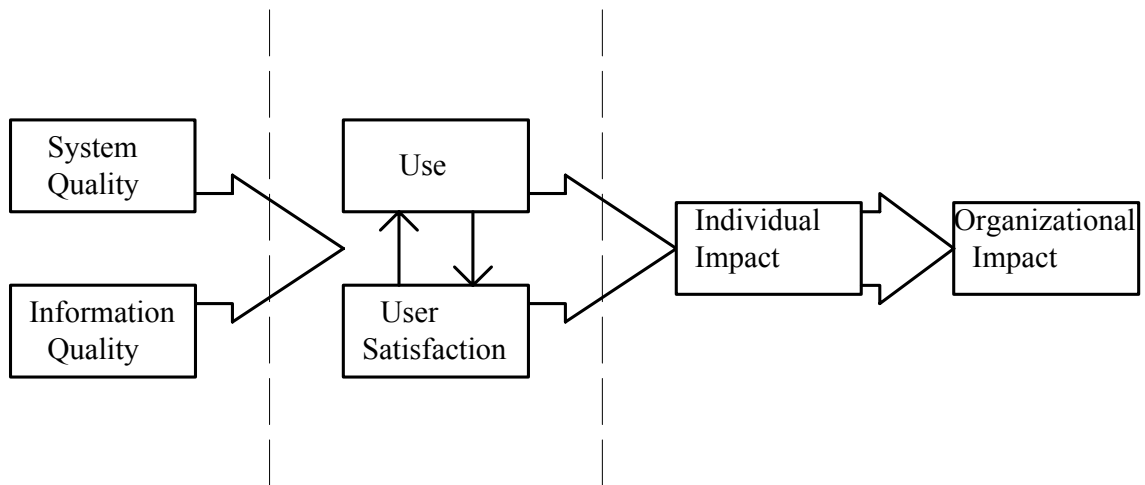 System
Quality
Information
Quality
Use
User
Satisfaction
Individual
Impact
Organizational
Impact